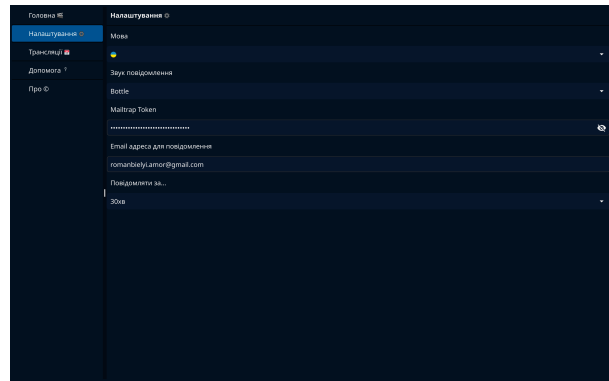 Головна
Налаштування
Трансляції
Допомога ?
Про ©
Налаштування
Мова
Звук повідомлення
Bottle
Mailtrap Token
••••••••••••••••••••••••••••••••
Email адреса для повідомлення
romanbielyi.amor@gmail.com
Повідомляти за...
30хв